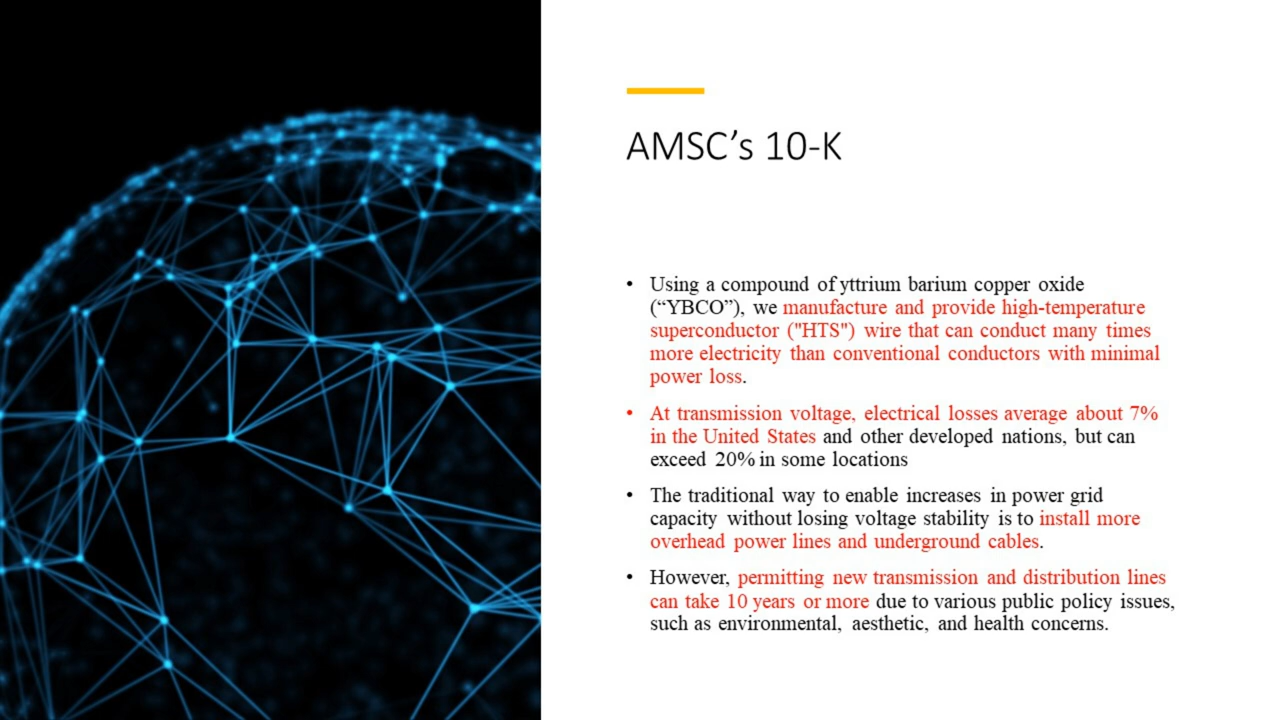 AMSC’s 10-K
• Using a compound of yttrium barium copper oxide
(“YBCO”), we manufacture and provide high-temperature
superconductor ("HTS") wire that can conduct many times
more electricity than conventional conductors with minimal
power loss.
• At transmission voltage, electrical losses average about 7%
in the United States and other developed nations, but can
exceed 20% in some locations
• The traditional way to enable increases in power grid
capacity without losing voltage stability is to install more
overhead power lines and underground cables.
• However, permitting new transmission and distribution lines
can take 10 years or more due to various public policy issues,
such as environmental, aesthetic, and health concerns.